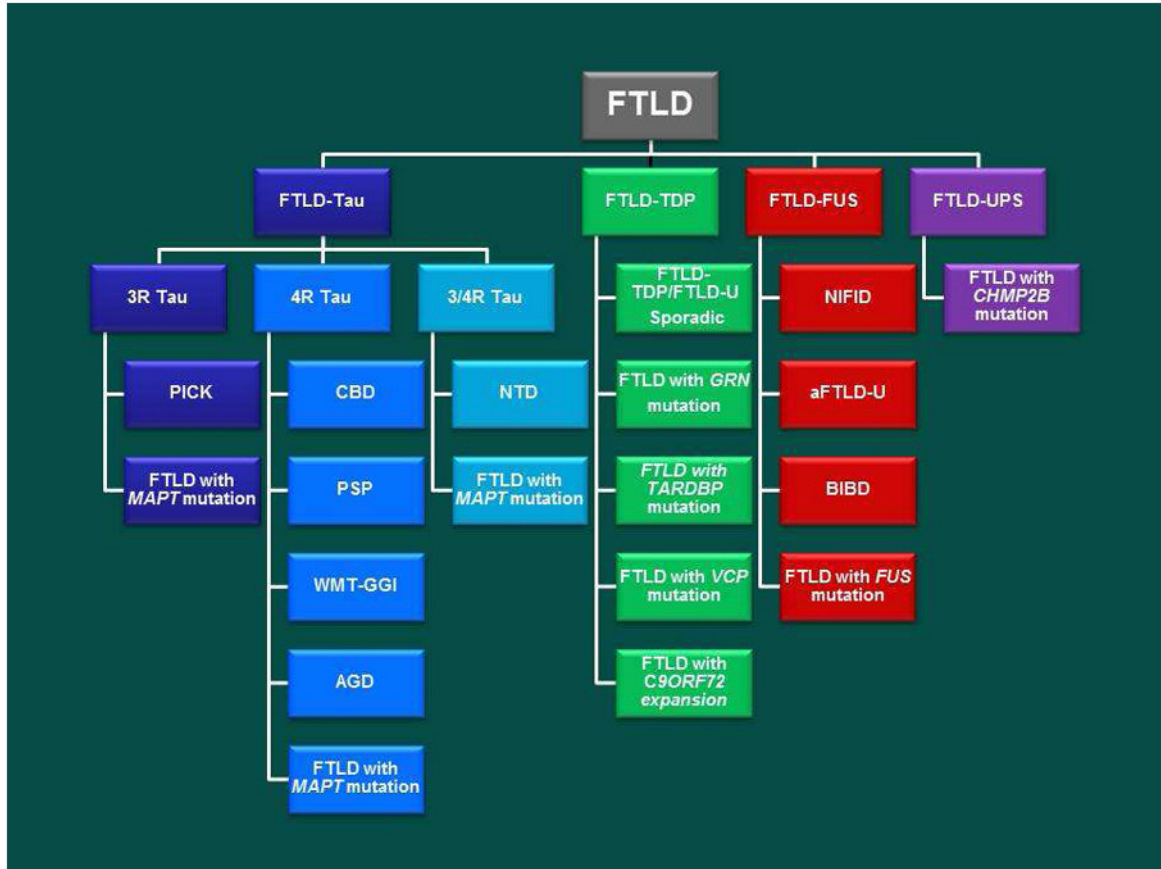 FTLD
FTLD-Tau
FTLD-TDP
FTLD-FUS
FTLD-UPS
3R Tau
4R Tau
3/4R Tau
FTLD-
TDP/FTLD-U
Sporadic
NIFID
FTLD with
CHMP2B
mutation
PICK
CBD
NTD
FTLD with GRN
mutation
aFTLD-U
FTLD with
MAPT mutation
PSP
FTLD with
MAPT mutation
FTLD with
TARDBP
mutation
BIBD
WMT-GGI
FTLD with VCP
mutation
FTLD with FUS
mutation
AGD
FTLD with
C9ORF72
expansion
FTLD with
MAPT mutation